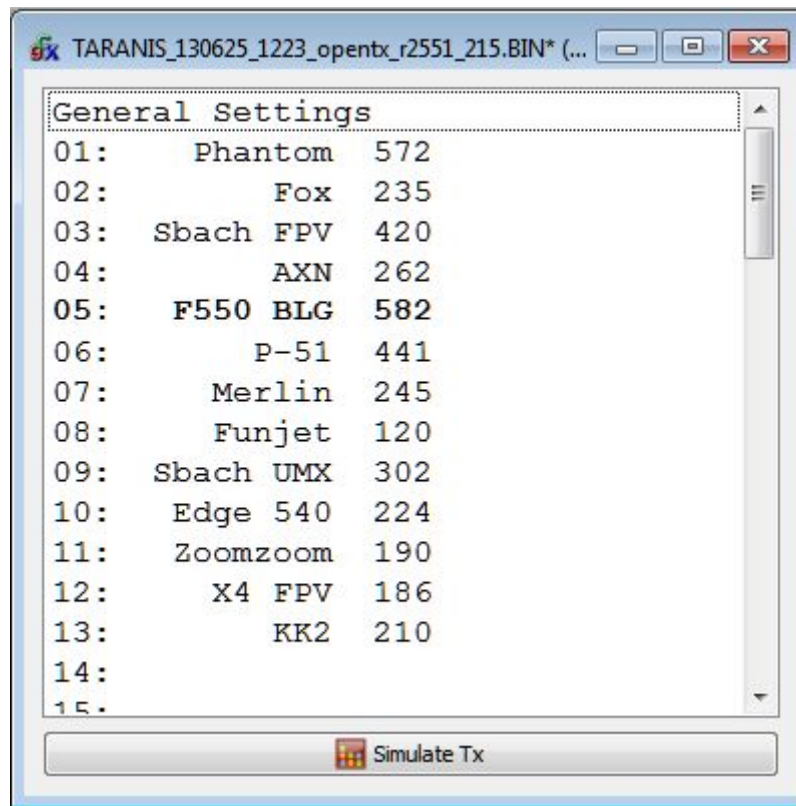 TARANIS_130625_1223_opentx_r2551_215.BIN* (...
General Settings
01: Phantom 572
02: Fox 235
03: Sbach FPV 420
04: AXN 262
05: F550 BLG 582
06: P-51 441
07: Merlin 245
08: Funjet 120
09: Sbach UMX 302
10: Edge 540 224
11: Zoomzoom 190
12: X4 FPV 186
13: KK2 210
14:
15:
Simulate Tx